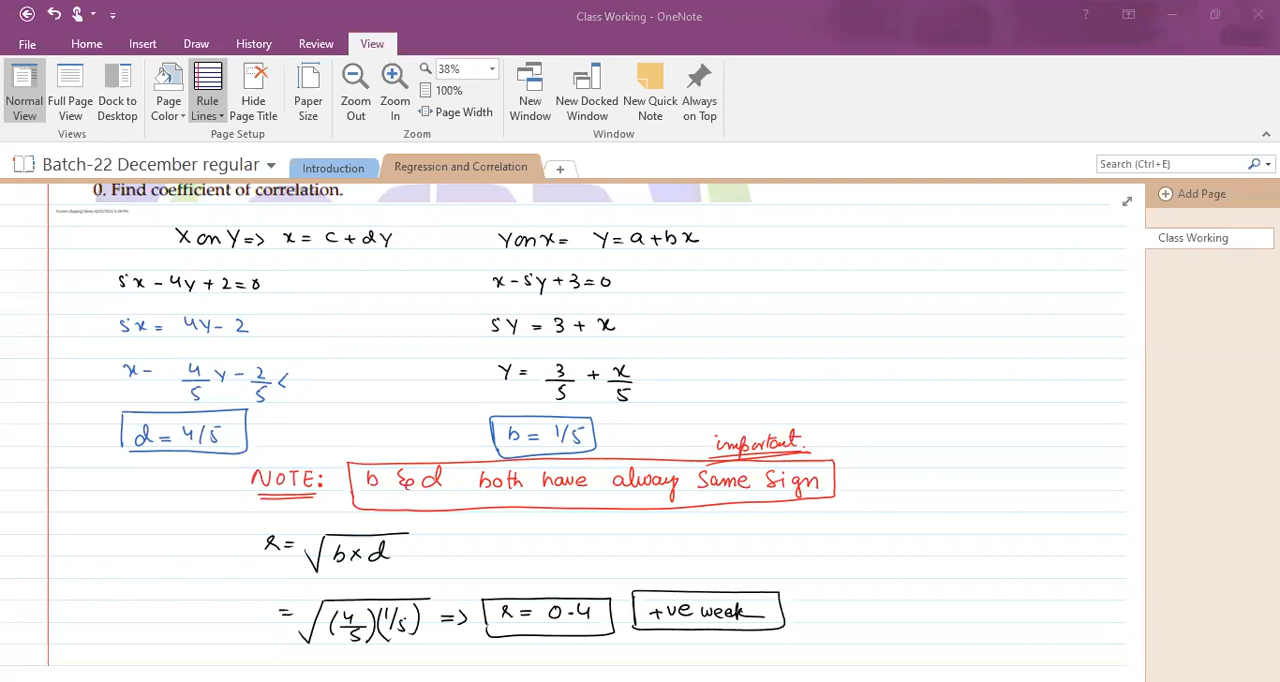 Class Working - OneNote
File Home Insert Draw History Review View
Normal View Full Page View Dock to Desktop Page Color Rule Lines Hide Page Title Paper Size Zoom Out Zoom In 38% 100% Page Width New Window New Docked Window New Quick Note Always on Top
Views Page Setup Zoom Window
Batch-22 December regular Introduction Regression and Correlation + Search (Ctrl+E)
Add Page
Class Working
0. Find coefficient of correlation.
X on Y => x = c + dy Y on x = y = a + bx
5x - 4y + 2 = 0 x - 5y + 3 = 0
5x = 4y - 2 5y = 3 + x
x - 4/5 y - 2/5 < y = 3/5 + x/5
d = 4/5 b = 1/5
important.
NOTE: b & d both have always same sign
r = √b×d
= √(4/5)(1/5) => r = 0.4 +ve weak